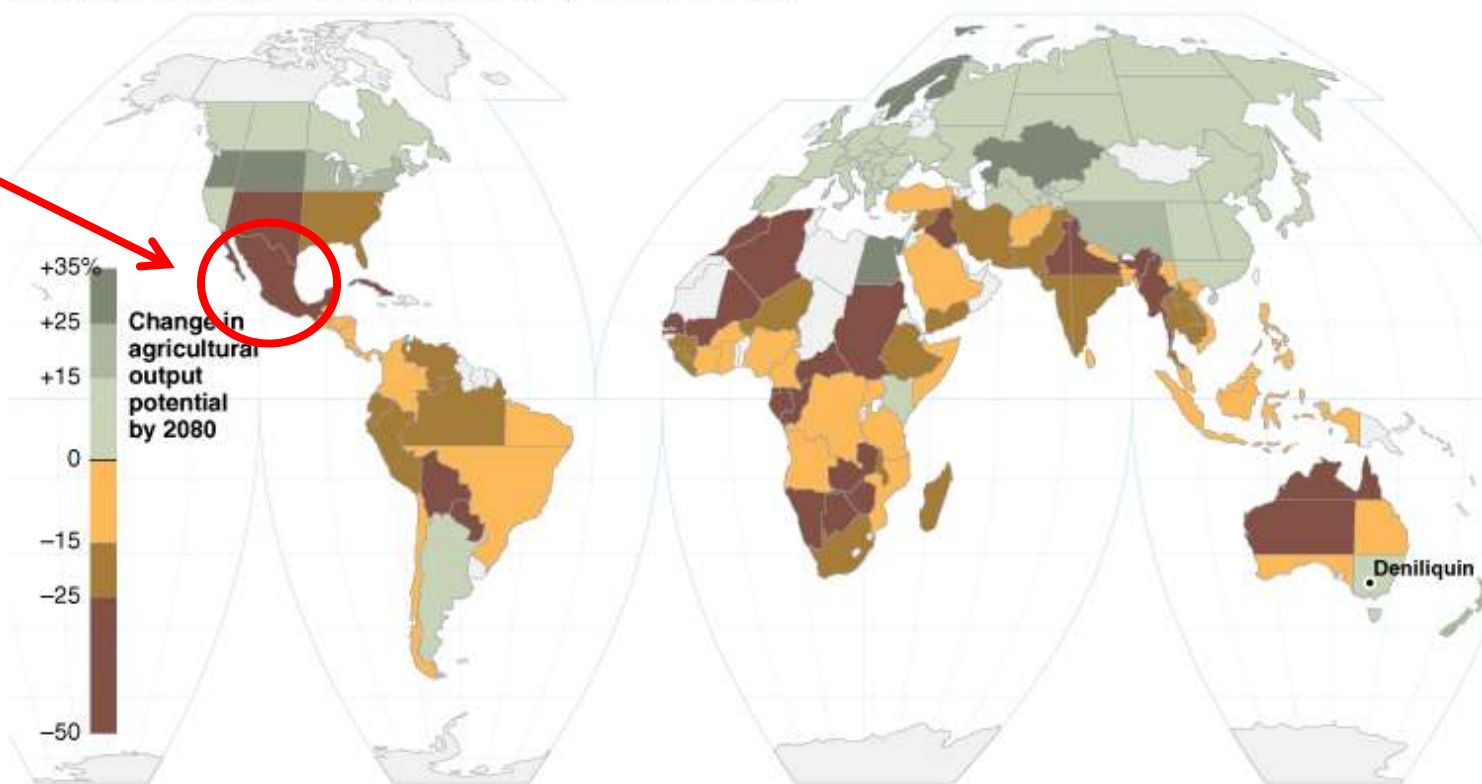 +35%
+25
+15
0
−15
−25
−50
Change in
agricultural
output
potential
by 2080
Deniliquin